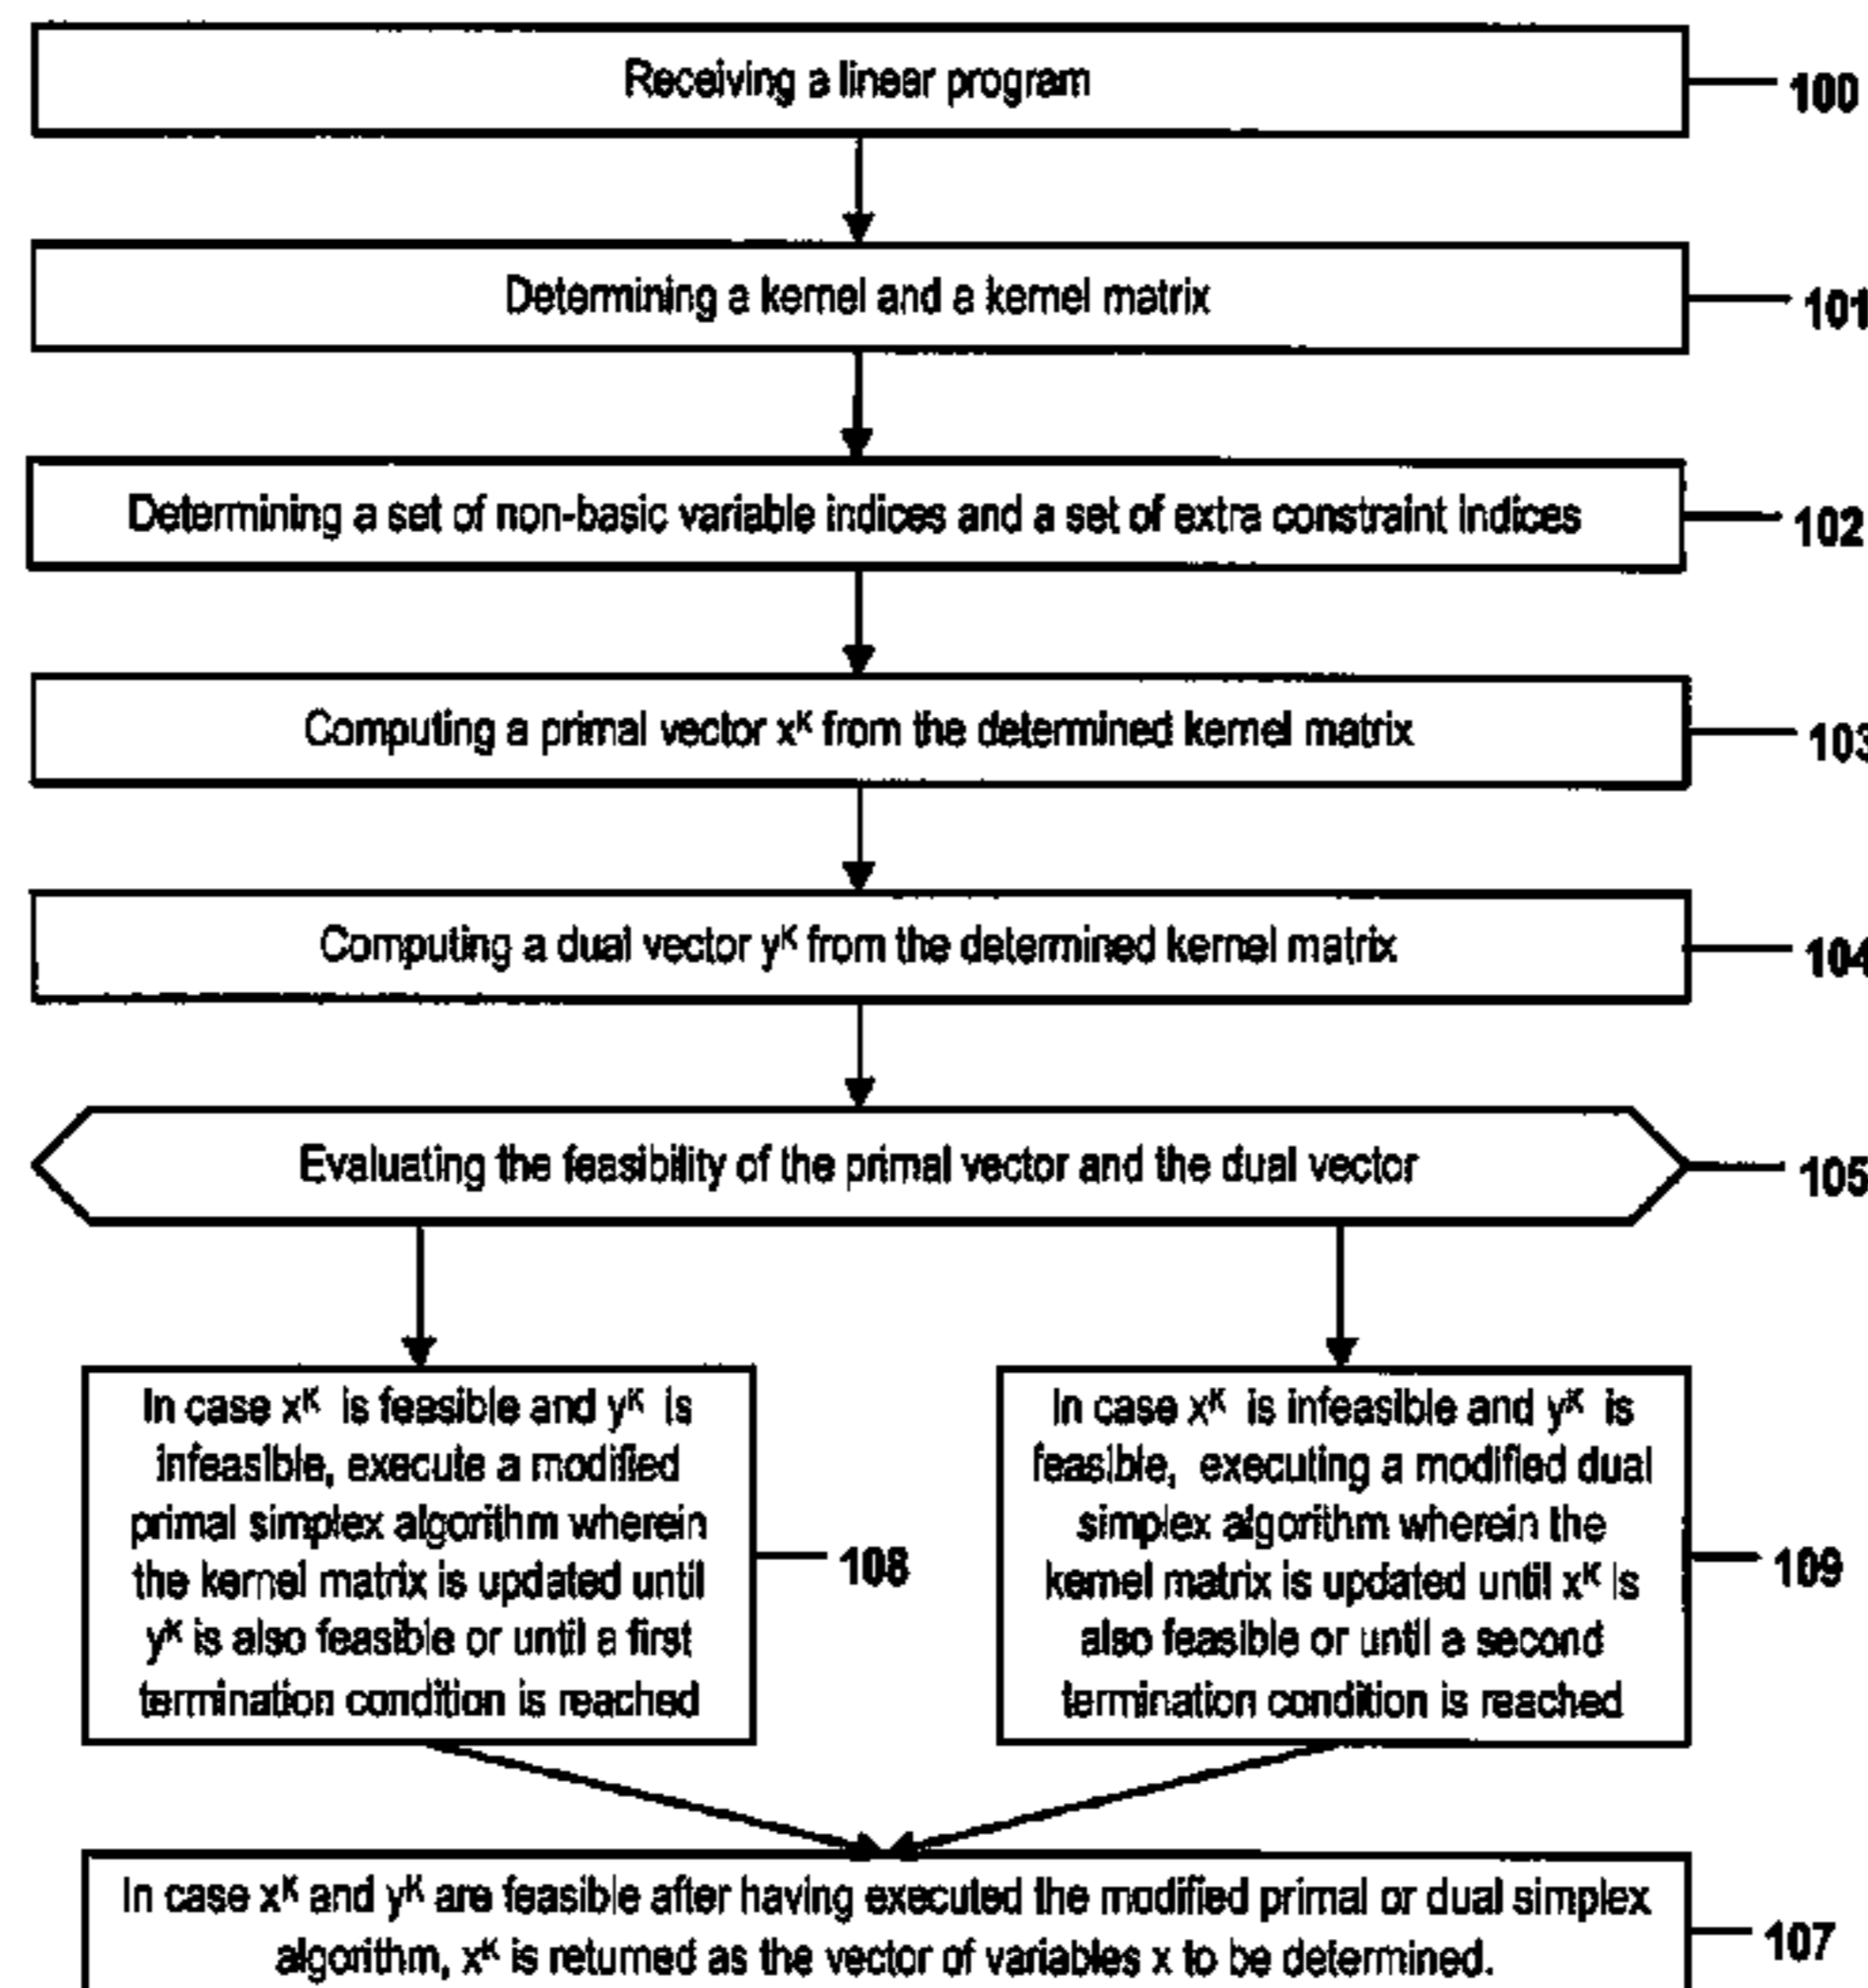 Receiving a linear program
100
Determining a kernel and a kernel matrix
101
Determining a set of non-basic variable indices and a set of extra constraint indices
102
Computing a primal vector xᴷ from the determined kernel matrix
103
Computing a dual vector yᴷ from the determined kernel matrix
104
Evaluating the feasibility of the primal vector and the dual vector
105
In case xᴷ is feasible and yᴷ is
infeasible, execute a modified
primal simplex algorithm wherein
the kernel matrix is updated until
yᴷ is also feasible or until a first
termination condition is reached
108
In case xᴷ is infeasible and yᴷ is
feasible, executing a modified dual
simplex algorithm wherein the
kernel matrix is updated until xᴷ is
also feasible or until a second
termination condition is reached
109
In case xᴷ and yᴷ are feasible after having executed the modified primal or dual simplex
algorithm, xᴷ is returned as the vector of variables x to be determined.
107